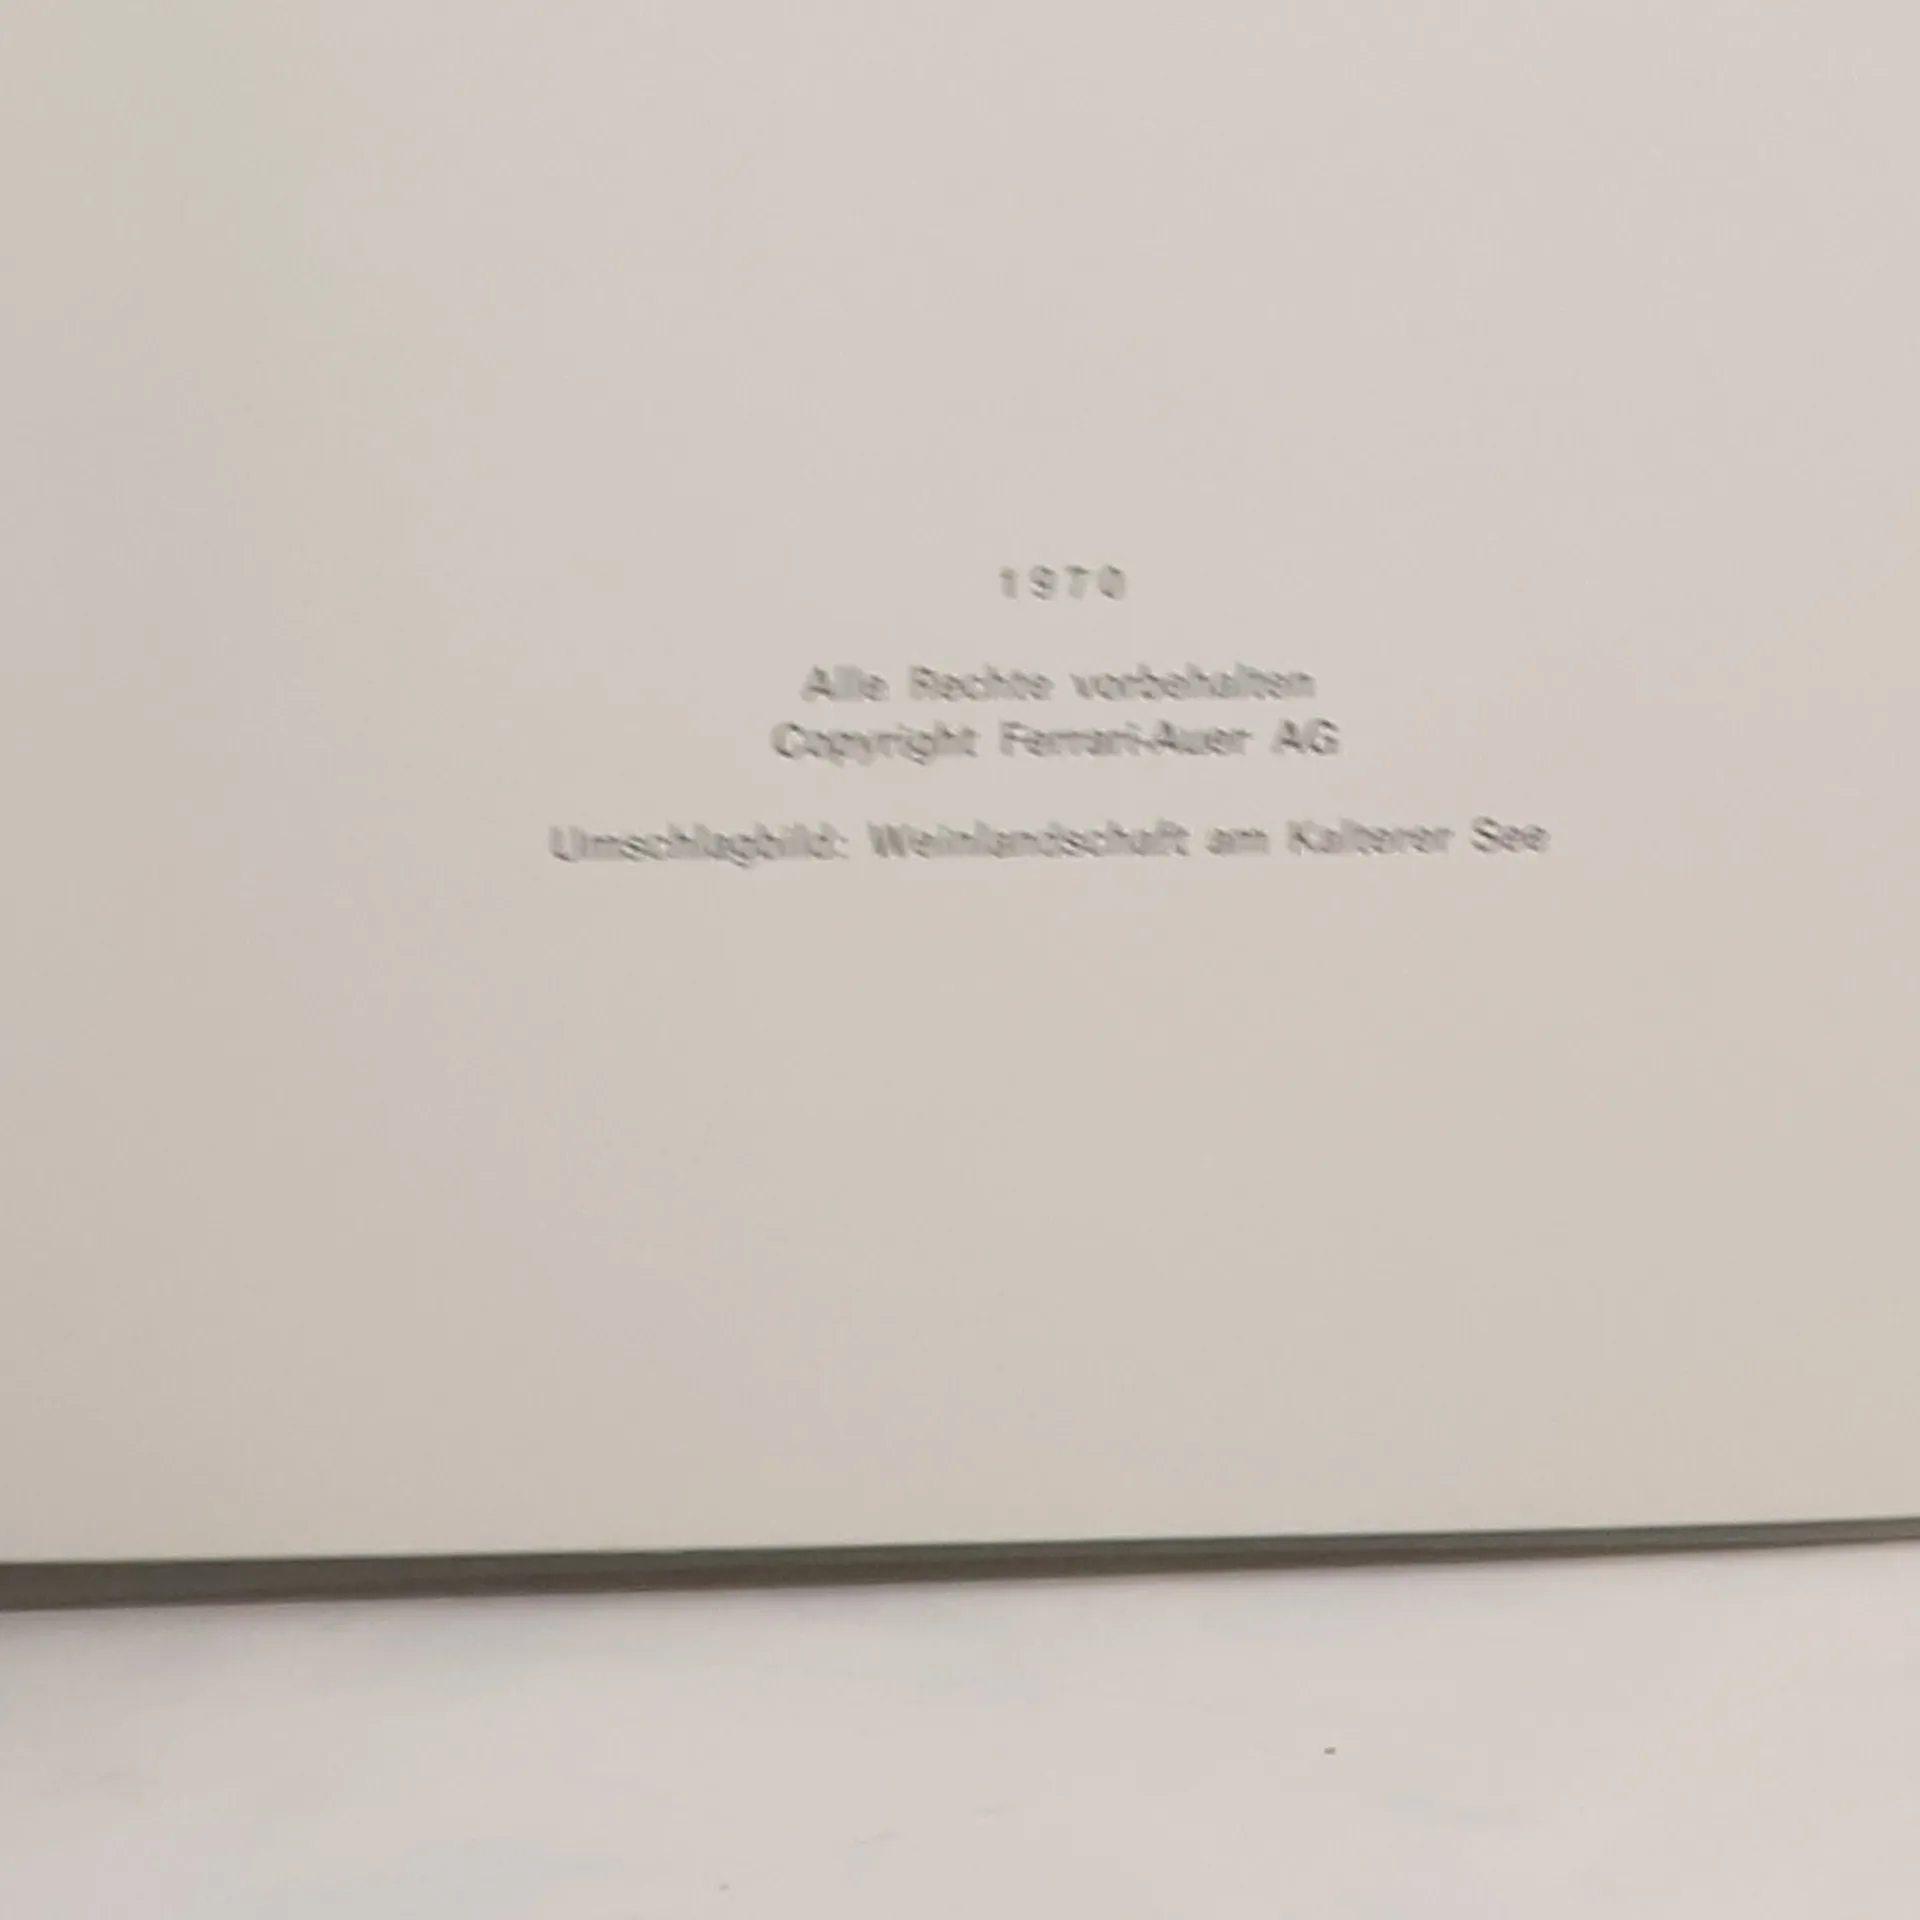 1970
Alle Rechte vorbehalten
Copyright Ferrari-Auer AG
Umschlagbild: Weinlandschaft am Kalterer See